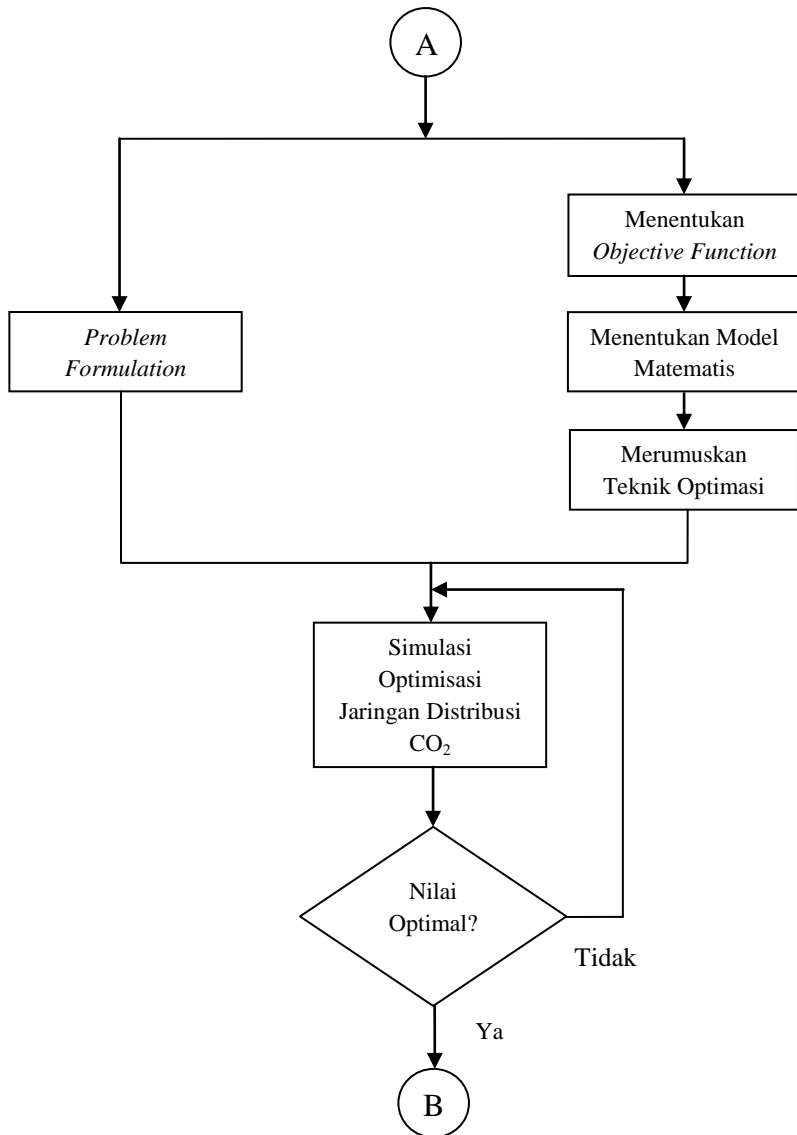 A
Menentukan
Objective Function
Problem
Formulation
Menentukan Model
Matematis
Merumuskan
Teknik Optimasi
Simulasi
Optimisasi
Jaringan Distribusi
CO₂
Nilai
Optimal?
Tidak
Ya
B